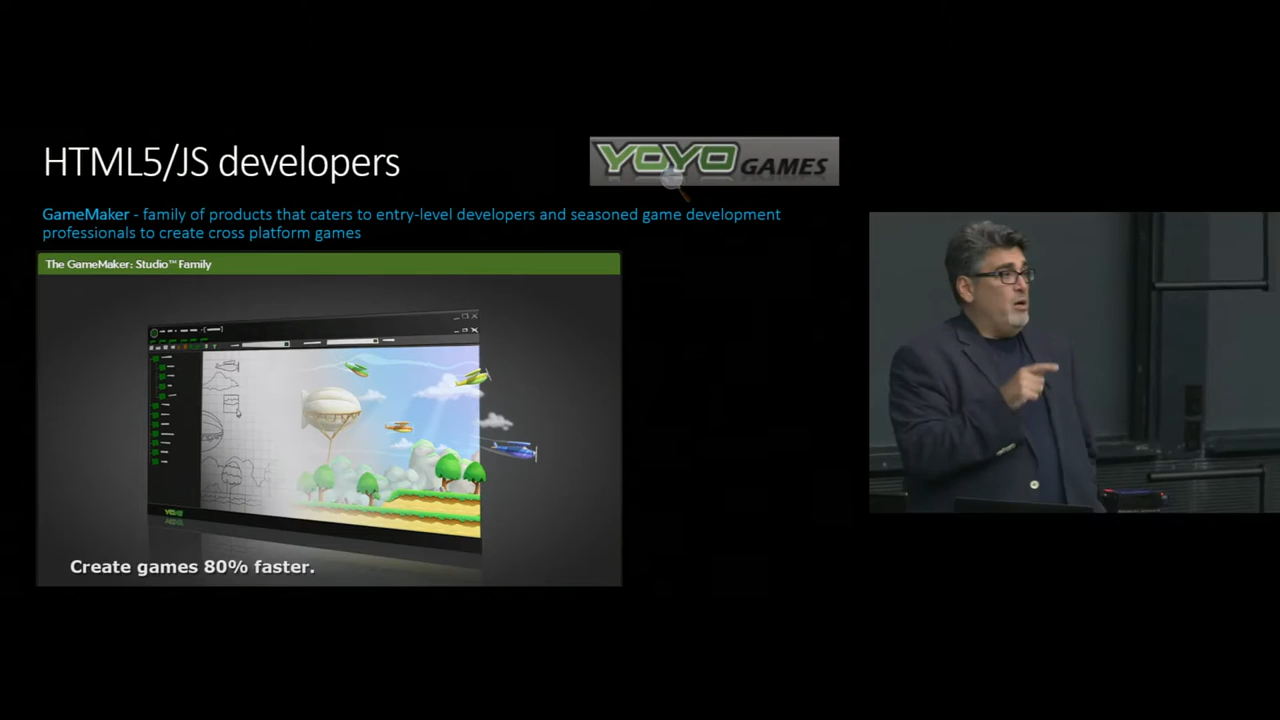 HTML5/JS developers
YOYO GAMES
GameMaker - family of products that caters to entry-level developers and seasoned game development
professionals to create cross platform games
The GameMaker: Studio™ Family
YOYO
Create games 80% faster.